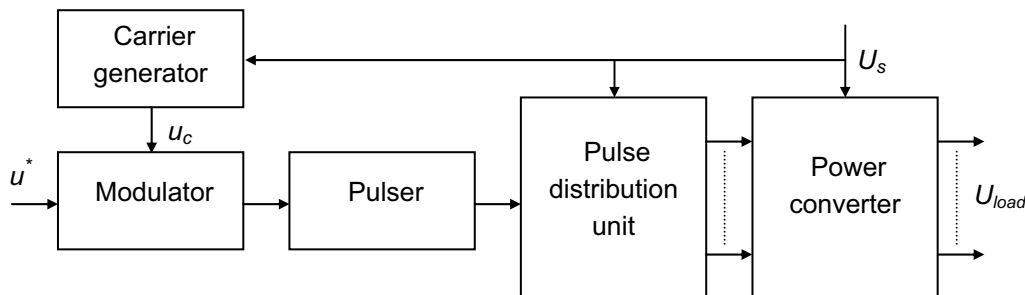 Carrier
generator
U_s
u_c
u^*
Modulator
Pulser
Pulse
distribution
unit
Power
converter
U_load